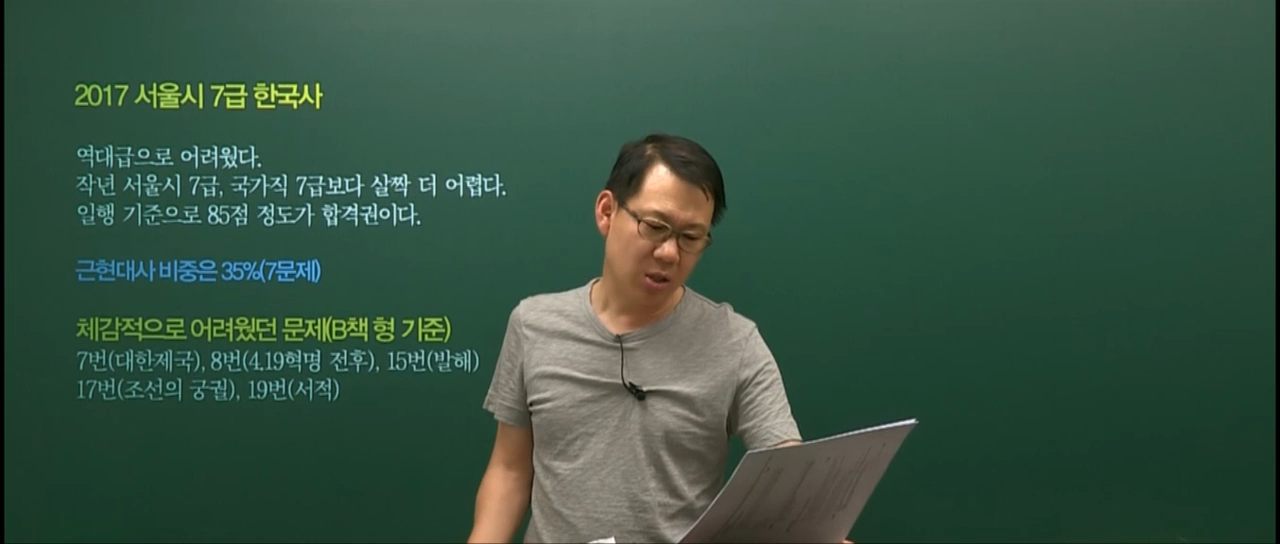 2017 서울시 7급 한국사
역대급으로 어려웠다.
작년 서울시 7급, 국가직 7급보다 살짝 더 어렵다.
일행 기준으로 85점 정도가 합격권이다.
근현대사 비중은 35%(7문제)
체감적으로 어려웠던 문제(B책 형 기준)
7번(대한제국), 8번(4.19혁명 전후), 15번(발해)
17번(조선의 궁궐), 19번(서적)